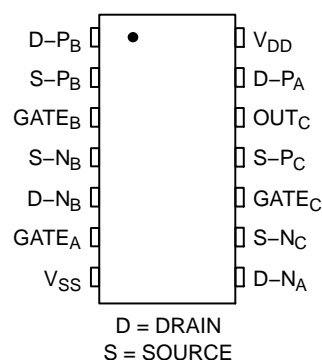 D–P_B V_DD
S–P_B D–P_A
GATE_B OUT_C
S–N_B S–P_C
D–N_B GATE_C
GATE_A S–N_C
V_SS D–N_A
D = DRAIN
S = SOURCE